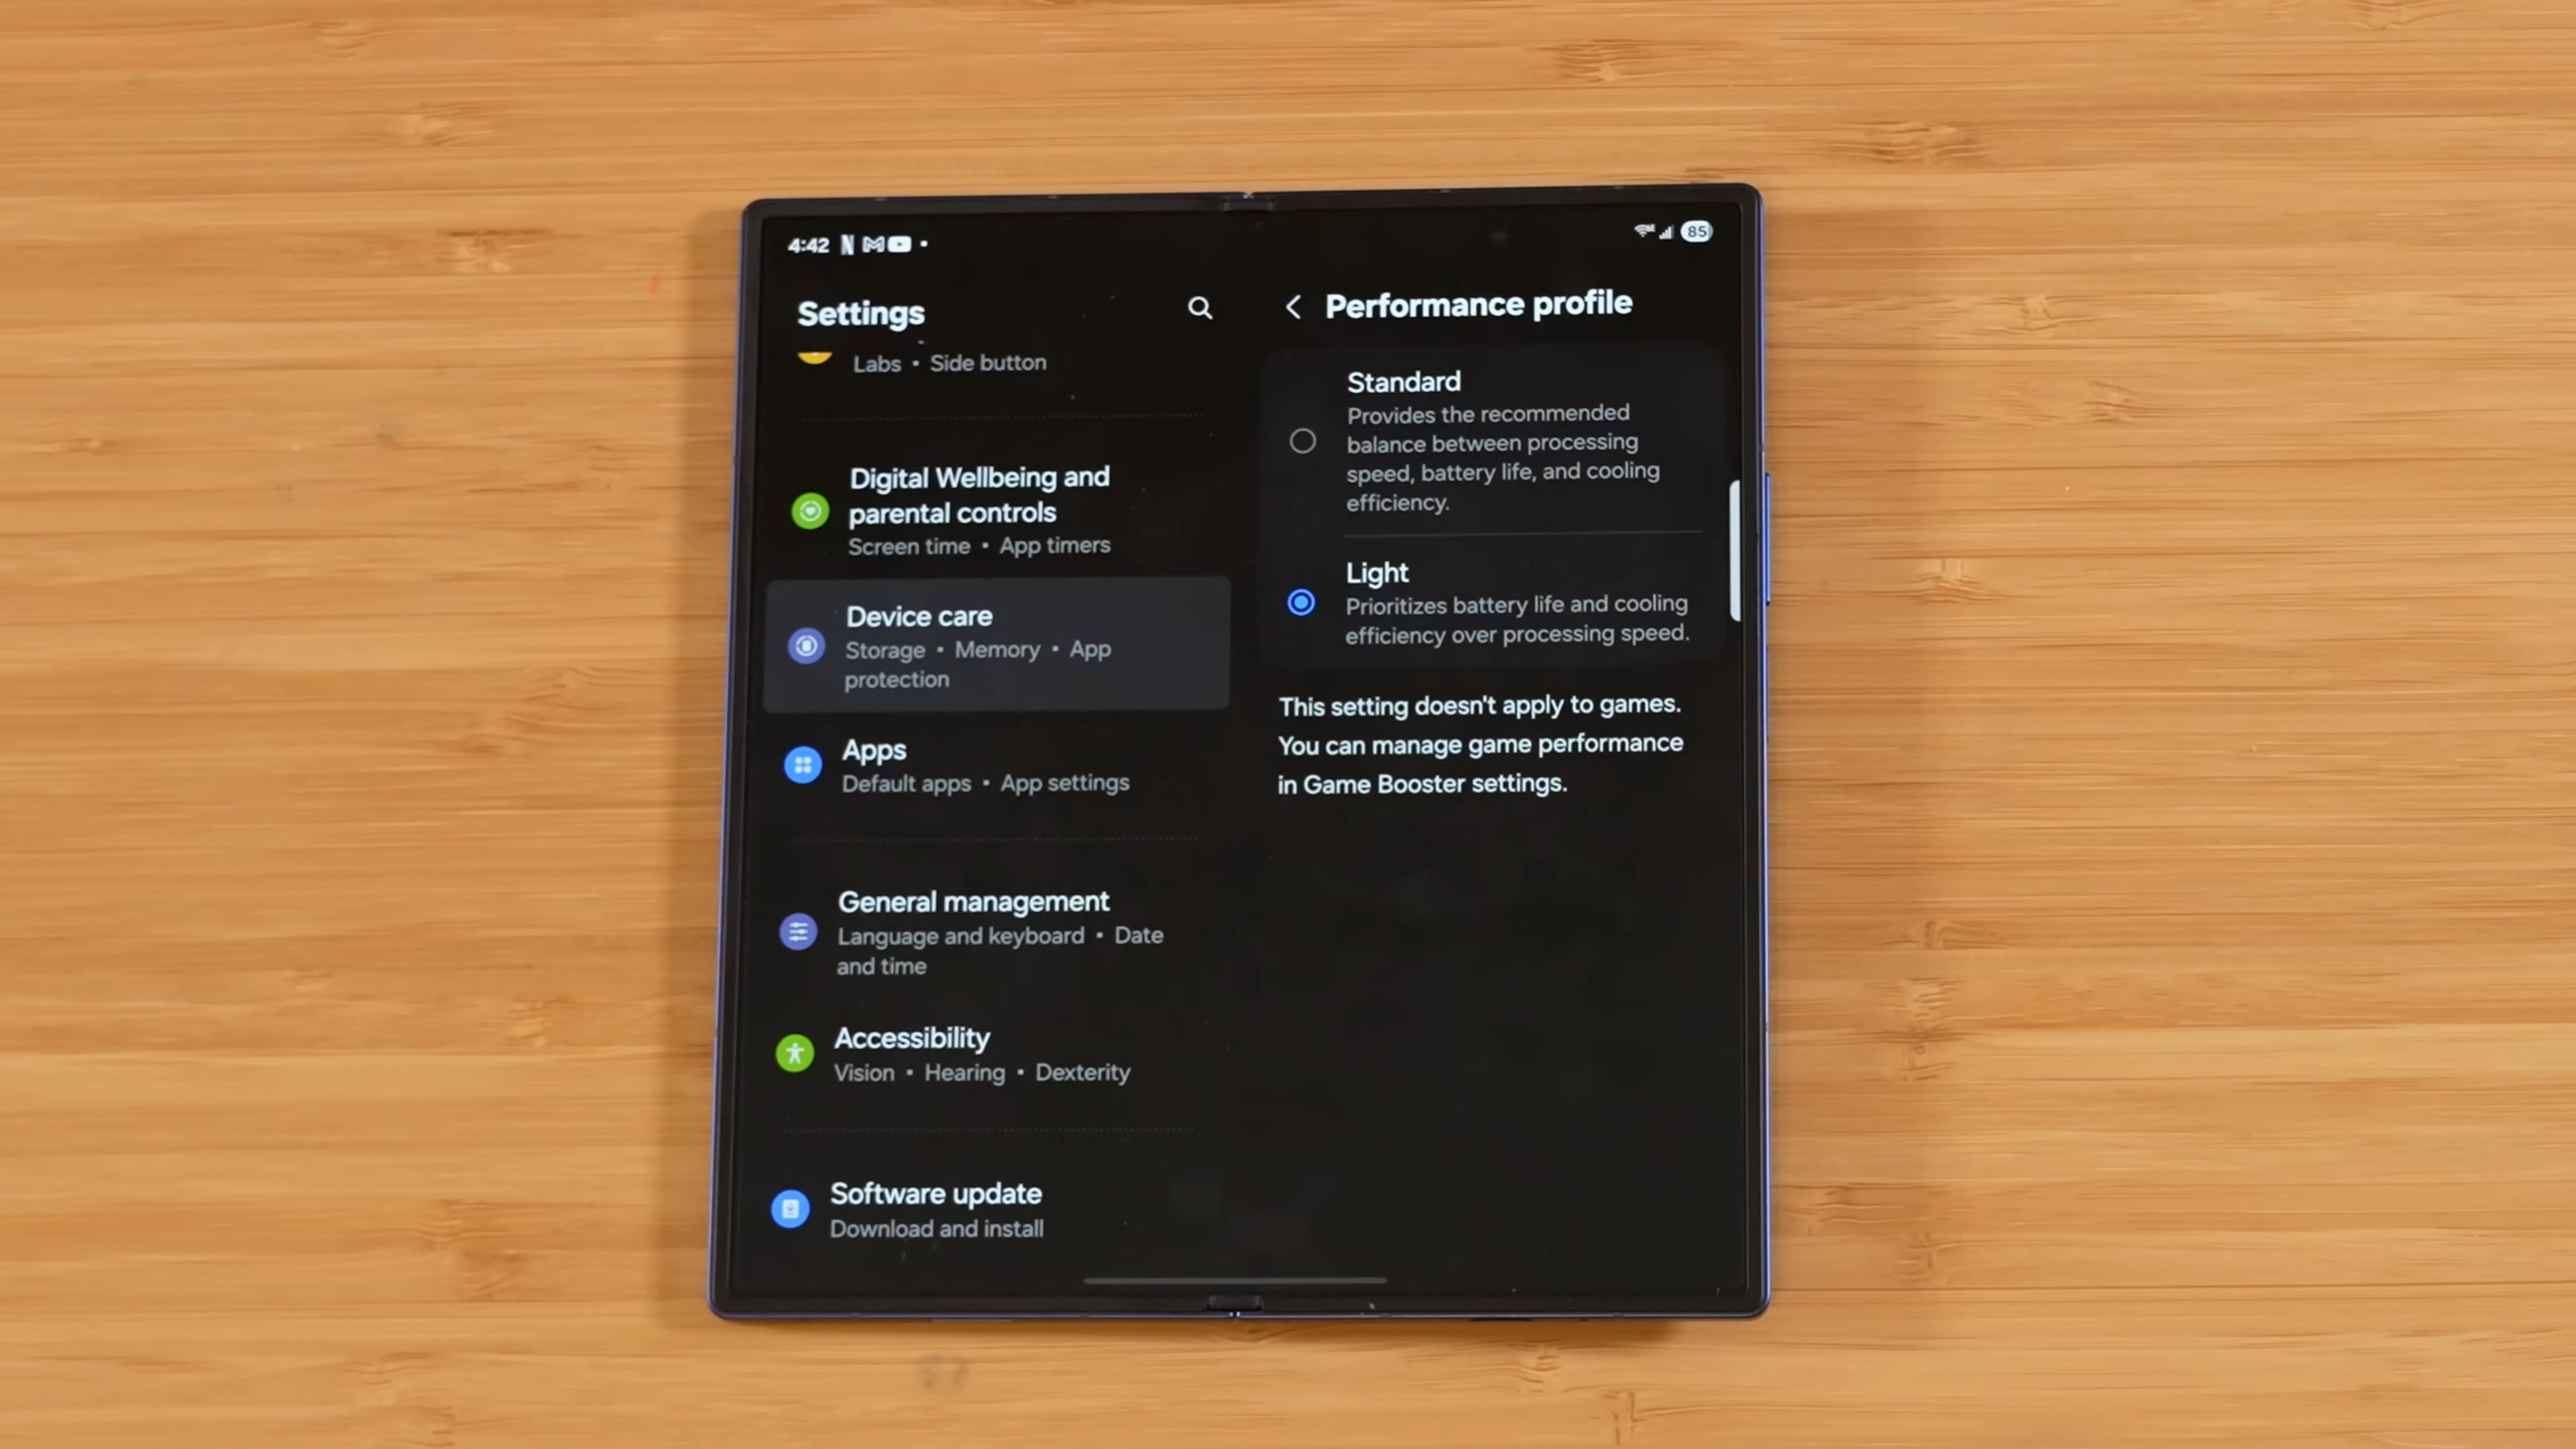 4:42
85
Settings
Labs • Side button
Digital Wellbeing and
parental controls
Screen time • App timers
Device care
Storage • Memory • App
protection
Apps
Default apps • App settings
General management
Language and keyboard • Date
and time
Accessibility
Vision • Hearing • Dexterity
Software update
Download and install
Performance profile
Standard
Provides the recommended
balance between processing
speed, battery life, and cooling
efficiency.
Light
Prioritizes battery life and cooling
efficiency over processing speed.
This setting doesn't apply to games.
You can manage game performance
in Game Booster settings.